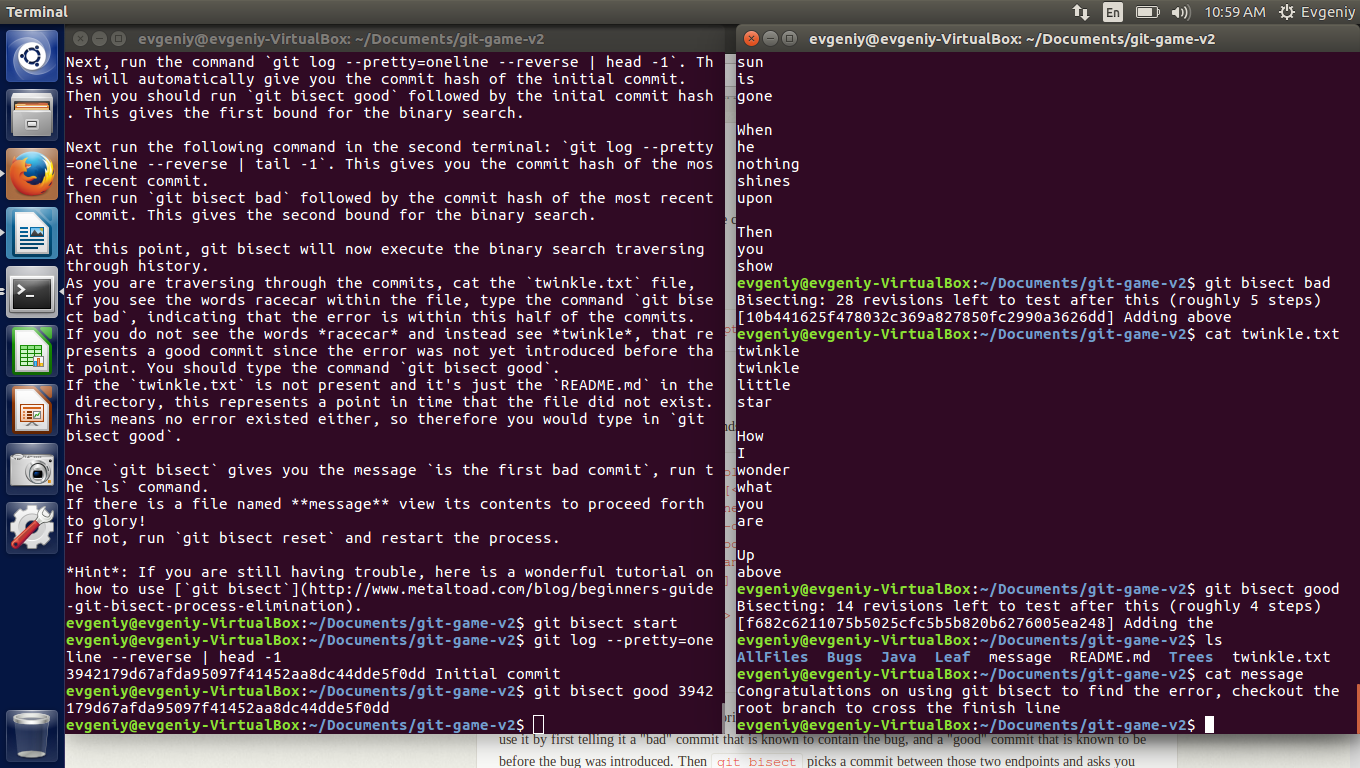 Terminal
En
10:59 AM
Evgeniy
evgeniy@evgeniy-VirtualBox: ~/Documents/git-game-v2
Next, run the command `git log --pretty=oneline --reverse | head -1`. Th
is will automatically give you the commit hash of the initial commit.
Then you should run `git bisect good` followed by the inital commit hash
. This gives the first bound for the binary search.
Next run the following command in the second terminal: `git log --pretty
=oneline --reverse | tail -1`. This gives you the commit hash of the mos
t recent commit.
Then run `git bisect bad` followed by the commit hash of the most recent
 commit. This gives the second bound for the binary search.
At this point, git bisect will now execute the binary search traversing
through history.
As you are traversing through the commits, cat the `twinkle.txt` file,
if you see the words racecar within the file, type the command `git bise
ct bad`, indicating that the error is within this half of the commits.
If you do not see the words *racecar* and instead see *twinkle*, that re
presents a good commit since the error was not yet introduced before tha
t point. You should type the command `git bisect good`.
If the `twinkle.txt` is not present and it's just the `README.md` in the
 directory, this represents a point in time that the file did not exist.
This means no error existed either, so therefore you would type in `git
bisect good`.
Once `git bisect` gives you the message `is the first bad commit`, run t
he `ls` command.
If there is a file named **message** view its contents to proceed forth
to glory!
If not, run `git bisect reset` and restart the process.
*Hint*: If you are still having trouble, here is a wonderful tutorial on
 how to use [`git bisect`](http://www.metaltoad.com/blog/beginners-guide
-git-bisect-process-elimination).
evgeniy@evgeniy-VirtualBox:~/Documents/git-game-v2$ git bisect start
evgeniy@evgeniy-VirtualBox:~/Documents/git-game-v2$ git log --pretty=one
line --reverse | head -1
3942179d67afda95097f41452aa8dc44dde5f0dd Initial commit
evgeniy@evgeniy-VirtualBox:~/Documents/git-game-v2$ git bisect good 3942
179d67afda95097f41452aa8dc44dde5f0dd
evgeniy@evgeniy-VirtualBox:~/Documents/git-game-v2$
evgeniy@evgeniy-VirtualBox: ~/Documents/git-game-v2
sun
is
gone
When
he
nothing
shines
upon
Then
you
show
evgeniy@evgeniy-VirtualBox:~/Documents/git-game-v2$ git bisect bad
Bisecting: 28 revisions left to test after this (roughly 5 steps)
[10b441625f478032c369a827850fc2990a3626dd] Adding above
evgeniy@evgeniy-VirtualBox:~/Documents/git-game-v2$ cat twinkle.txt
twinkle
twinkle
little
star
How
I
wonder
what
you
are
Up
above
evgeniy@evgeniy-VirtualBox:~/Documents/git-game-v2$ git bisect good
Bisecting: 14 revisions left to test after this (roughly 4 steps)
[f682c6211075b5025cfc5b5b820b6276005ea248] Adding the
evgeniy@evgeniy-VirtualBox:~/Documents/git-game-v2$ ls
AllFiles Bugs Java Leaf message README.md Trees twinkle.txt
evgeniy@evgeniy-VirtualBox:~/Documents/git-game-v2$ cat message
Congratulations on using git bisect to find the error, checkout the
root branch to cross the finish line
evgeniy@evgeniy-VirtualBox:~/Documents/git-game-v2$
use it by first telling it a "bad" commit that is known to contain the bug, and a "good" commit that is known to be
before the bug was introduced. Then git bisect picks a commit between those two endpoints and asks you